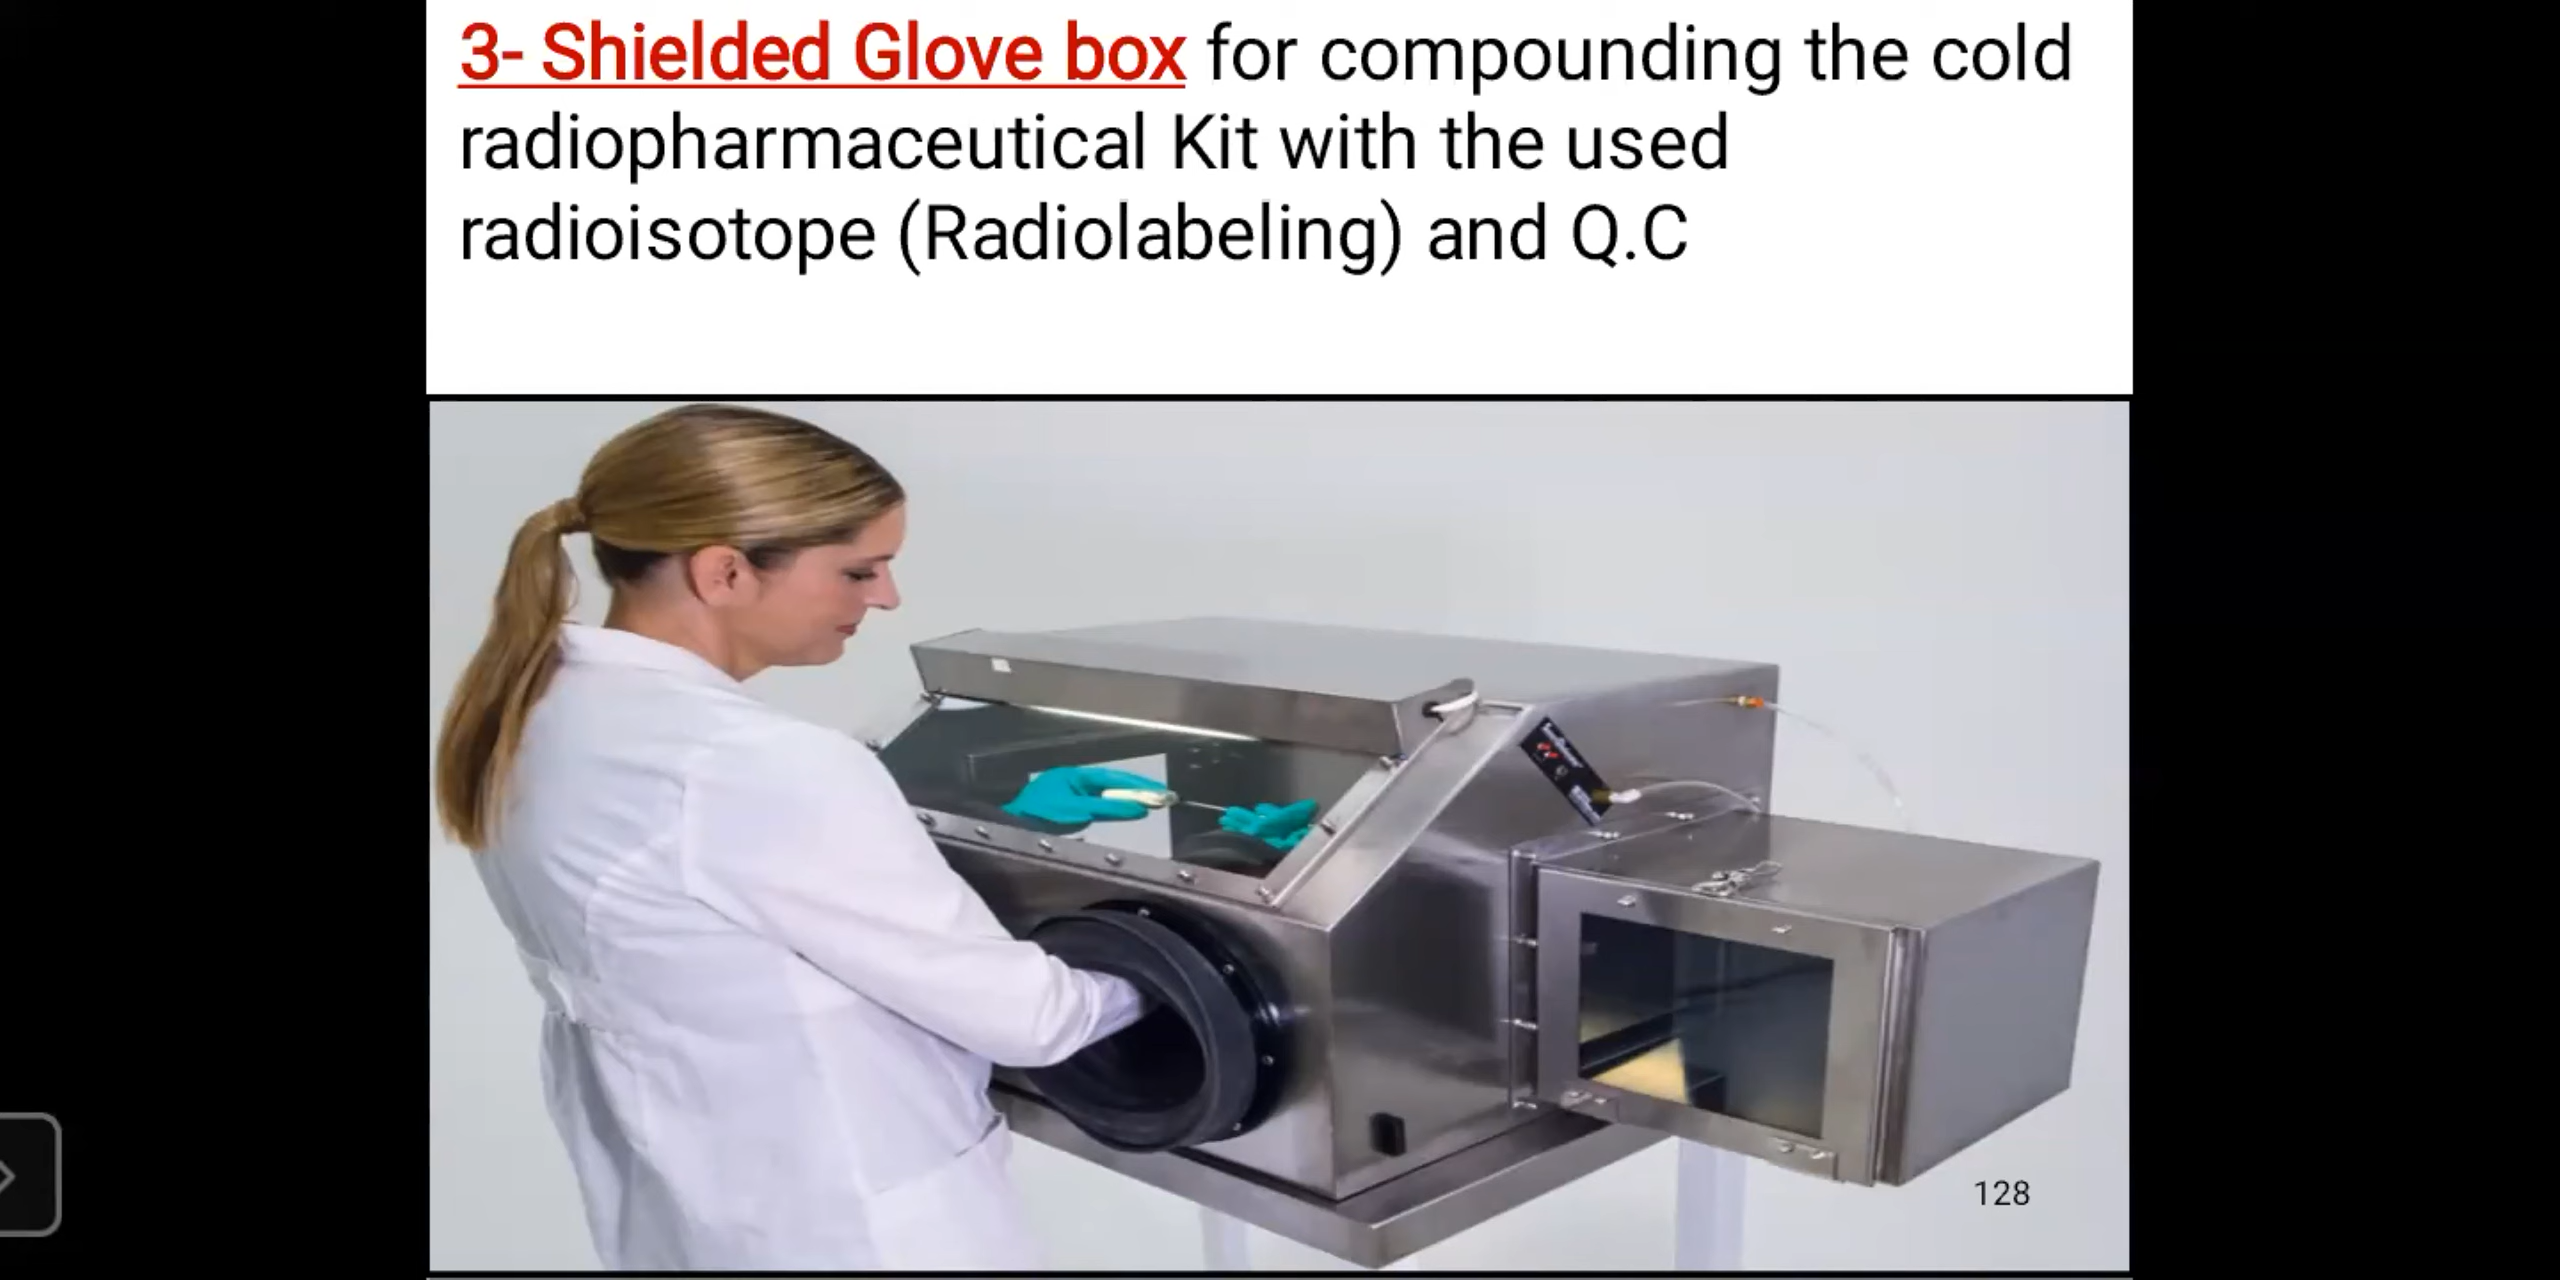 3- Shielded Glove box for compounding the cold
radiopharmaceutical Kit with the used
radioisotope (Radiolabeling) and Q.C
128